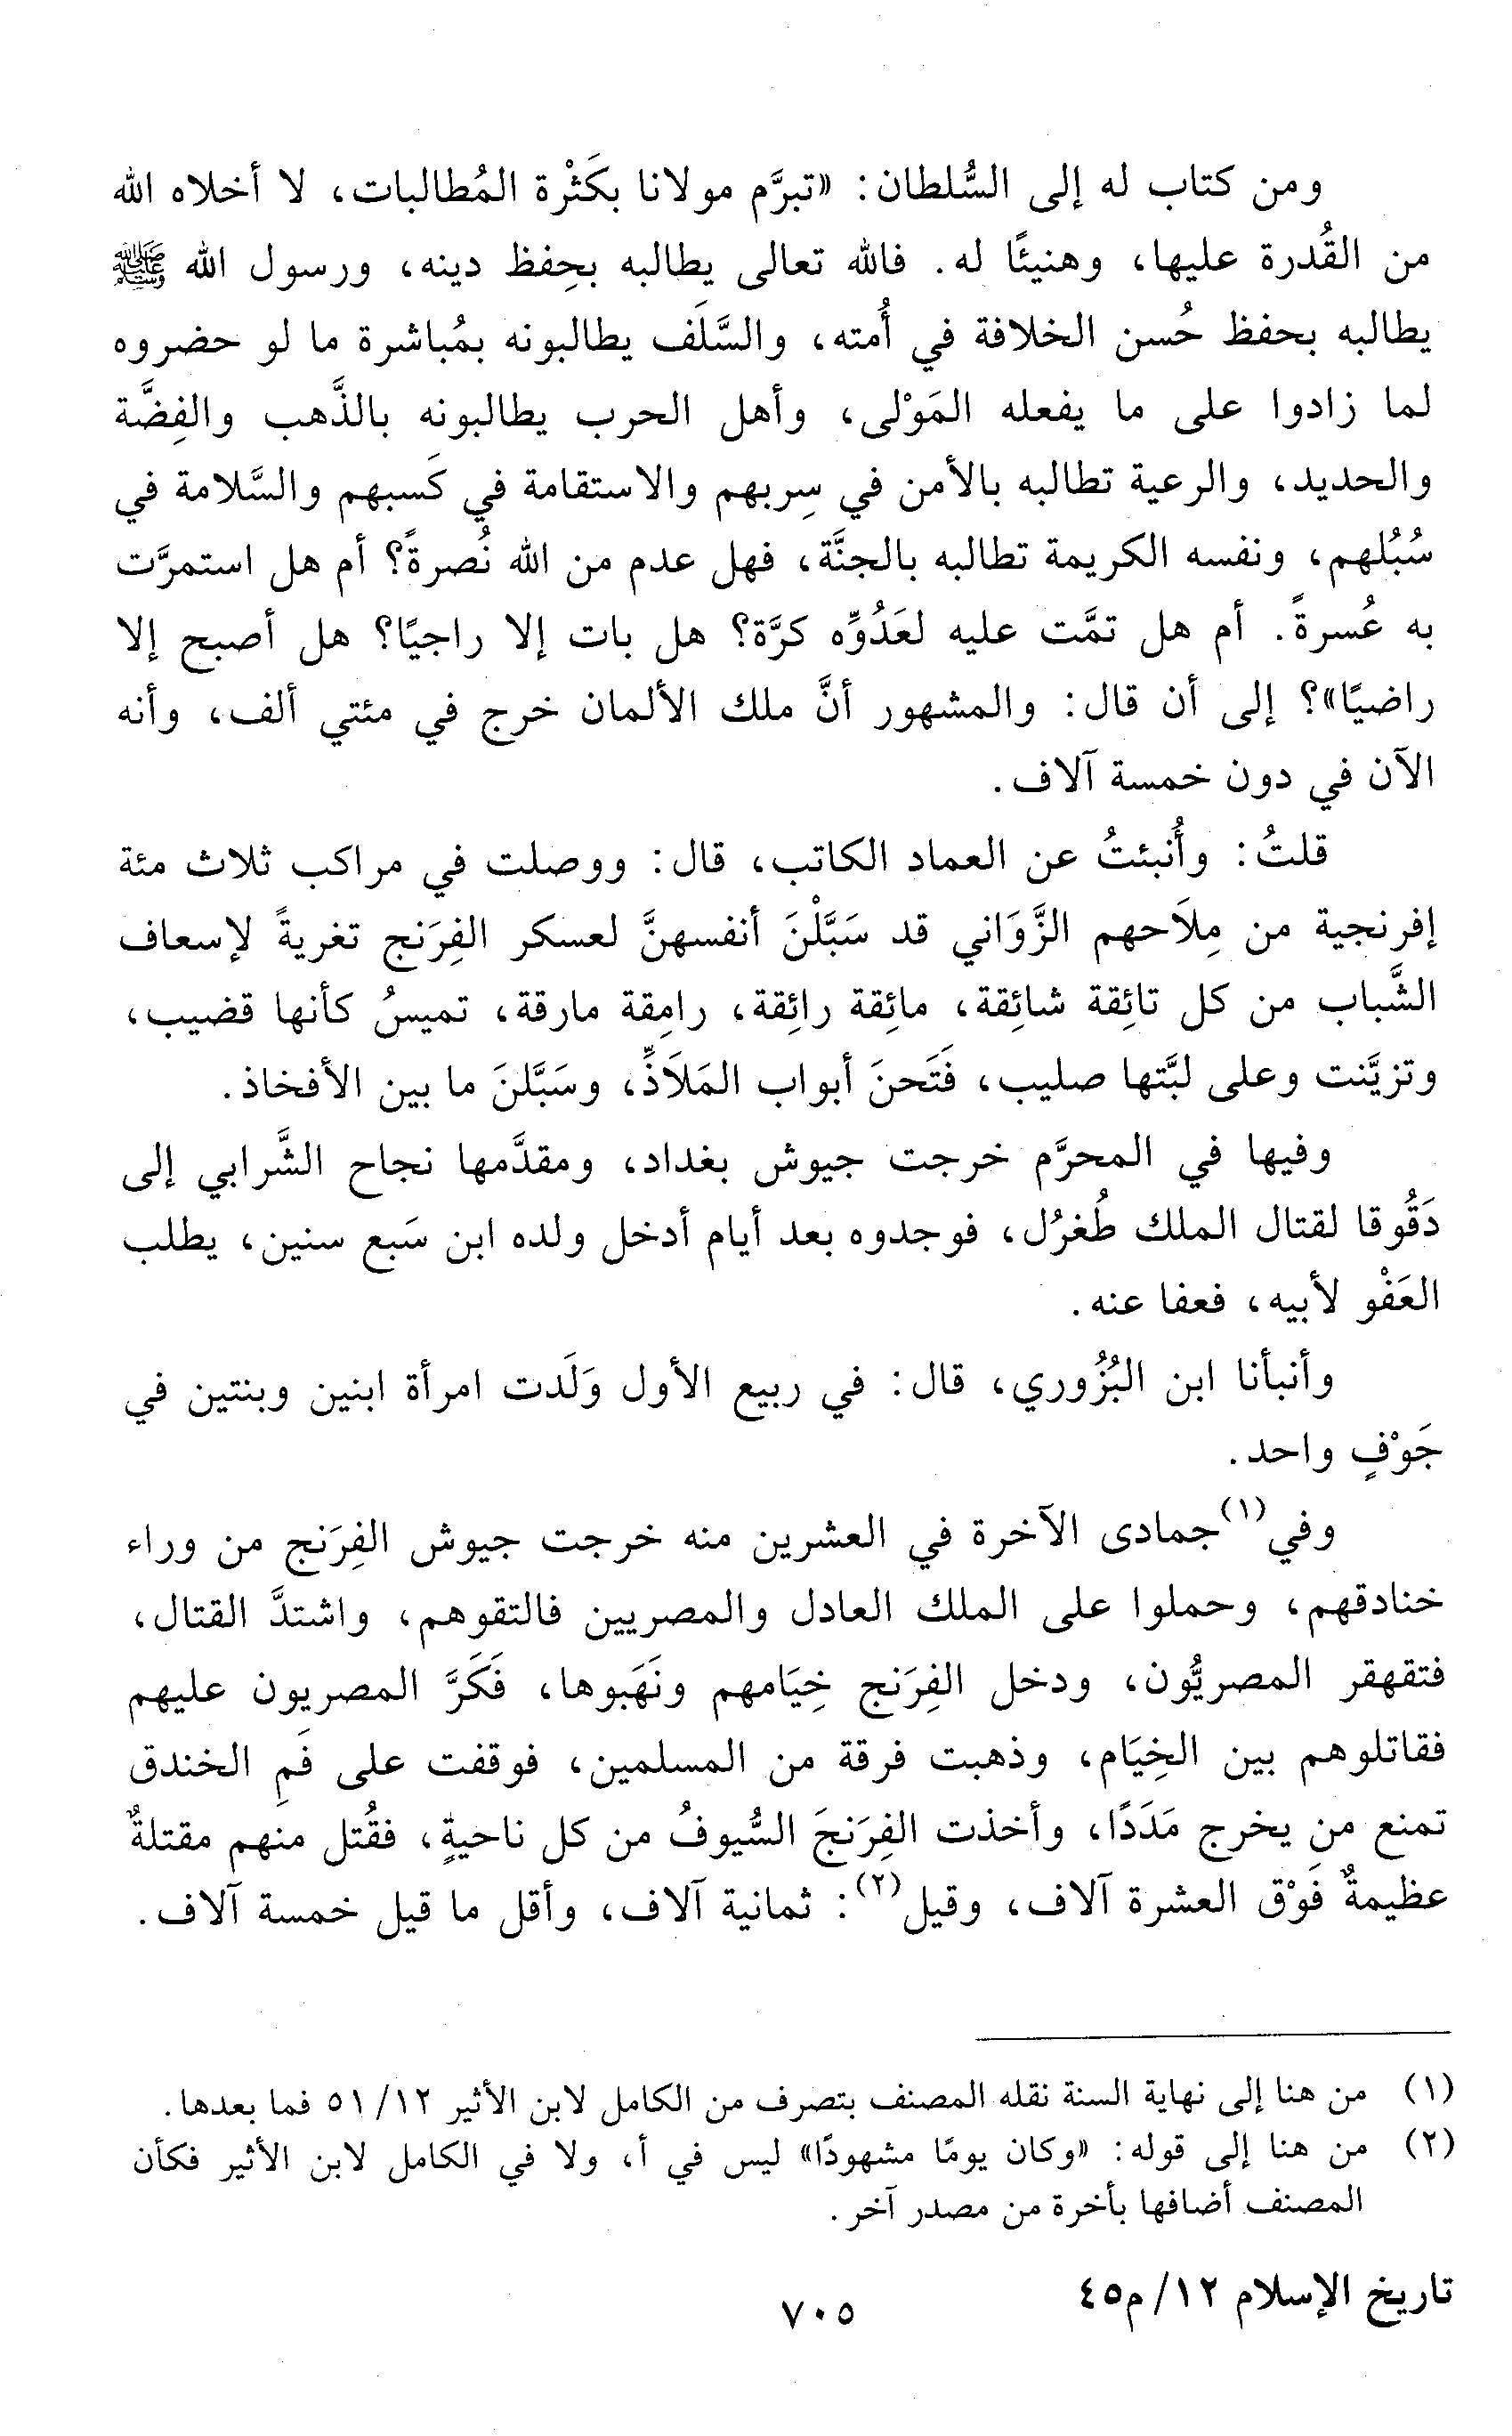 ومن كتاب له إلى السُّلطان: «تبرَّم مولانا بكَثْرة المُطالبات، لا أخلاه الله
من القُدرة عليها، وهنيئًا له. فالله تعالى يطالبه بحِفظ دينه، ورسول الله ﷺ
يطالبه بحفظ حُسن الخلافة في أُمته، والسَّلَف يطالبونه بمُباشرة ما لو حضروه
لما زادوا على ما يفعله المَوْلى، وأهل الحرب يطالبونه بالذَّهب والفِضَّة
والحديد، والرعية تطالبه بالأمن في سِربهم والاستقامة في كَسبهم والسَّلامة في
سُبُلهم، ونفسه الكريمة تطالبه بالجنَّة، فهل عدم من الله نُصرةً؟ أم هل استمرَّت
به عُسرةً. أم هل تمَّت عليه لعَدُوِّه كرَّة؟ هل بات إلا راجيًا؟ هل أصبح إلا
راضيًا»؟ إلى أن قال: والمشهور أنَّ ملك الألمان خرج في مئتي ألف، وأنه
الآن في دون خمسة آلاف.
قلتُ: وأُنبئتُ عن العماد الكاتب، قال: ووصلت في مراكب ثلاث مئة
إفرنجية من مِلَاحهم الزَّوَاني قد سَبَّلْنَ أنفسهنَّ لعسكر الفِرَنج تغريةً لإسعاف
الشَّباب من كل تائِقة شائِقة، مائِقة رائِقة، رامِقة مارقة، تميسُ كأنها قضيب،
وتزيَّنت وعلى لبَّتها صليب، فَتَحنَ أبواب المَلَاذِّ، وسَبَّلنَ ما بين الأفخاذ.
وفيها في المحرَّم خرجت جيوش بغداد، ومقدَّمها نجاح الشَّرابي إلى
دَقُوقا لقتال الملك طُغرُل، فوجدوه بعد أيام أدخل ولده ابن سَبع سنين، يطلب
العَفْو لأبيه، فعفا عنه.
وأنبأنا ابن البُزُوري، قال: في ربيع الأول وَلَدت امرأة ابنين وبنتين في
جَوْفٍ واحد.
وفي(١) جمادى الآخرة في العشرين منه خرجت جيوش الفِرَنج من وراء
خنادقهم، وحملوا على الملك العادل والمصريين فالتقوهم، واشتدَّ القتال،
فتقهقر المصريُّون، ودخل الفِرَنج خِيَامهم ونَهَبوها، فَكَرَّ المصريون عليهم
فقاتلوهم بين الخِيَام، وذهبت فرقة من المسلمين، فوقفت على فَمِ الخندق
تمنع من يخرج مَدَدًا، وأخذت الفِرَنجَ السُّيوفُ من كل ناحيةٍ، فقُتل منهم مقتلةٌ
عظيمةٌ فَوْق العشرة آلاف، وقيل(٢): ثمانية آلاف، وأقل ما قيل خمسة آلاف.
(١) من هنا إلى نهاية السنة نقله المصنف بتصرف من الكامل لابن الأثير ١٢/ ٥١ فما بعدها.
(٢) من هنا إلى قوله: «وكان يومًا مشهودًا» ليس في أ، ولا في الكامل لابن الأثير فكأن
المصنف أضافها بأخرة من مصدر آخر.
تاريخ الإسلام ١٢/ م٤٥
٧٠٥